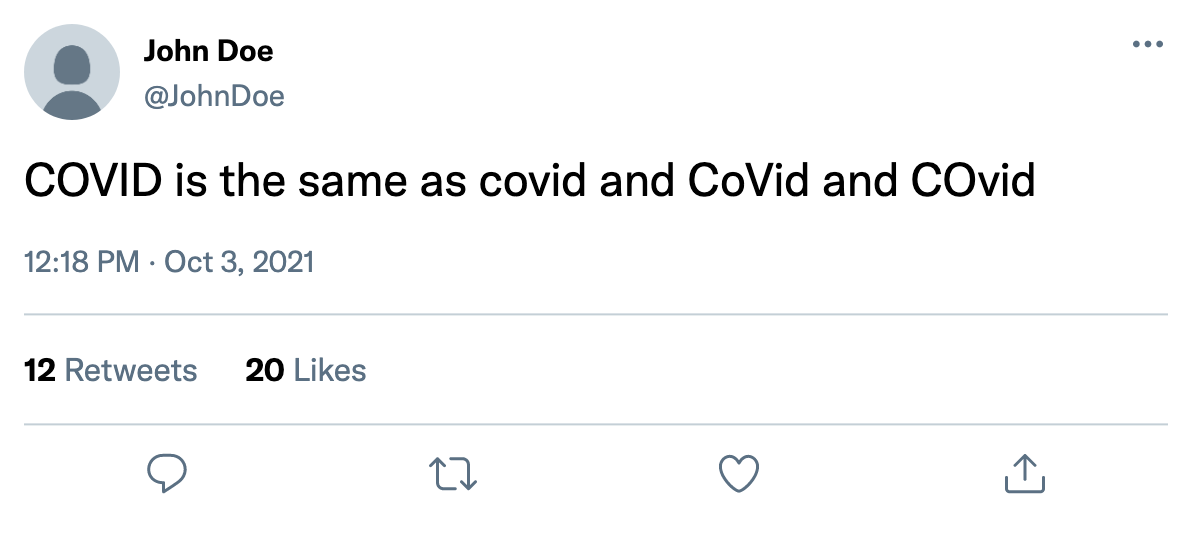 John Doe
@JohnDoe
COVID is the same as covid and CoVid and COvid
12:18 PM · Oct 3, 2021
12 Retweets 20 Likes